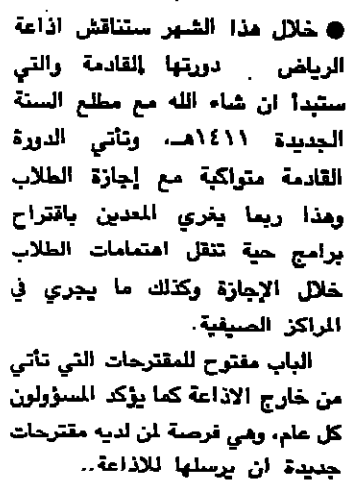 ● خلال هذا الشهر ستناقش اذاعة
الرياض دورتها القادمة والتي
ستبدأ ان شاء الله مع مطلع السنة
الجديدة ١٤١١هـ، وتأتي الدورة
القادمة متواكبة مع إجازة الطلاب
وهذا ربما يغري المعدين باقتراح
برامج حية تنقل اهتمامات الطلاب
خلال الإجازة وكذلك ما يجري في
المراكز الصيفية.
الباب مفتوح للمقترحات التي تأتي
من خارج الاذاعة كما يؤكد المسؤولون
كل عام، وهي فرصة لمن لديه مقترحات
جديدة ان يرسلها للاذاعة..